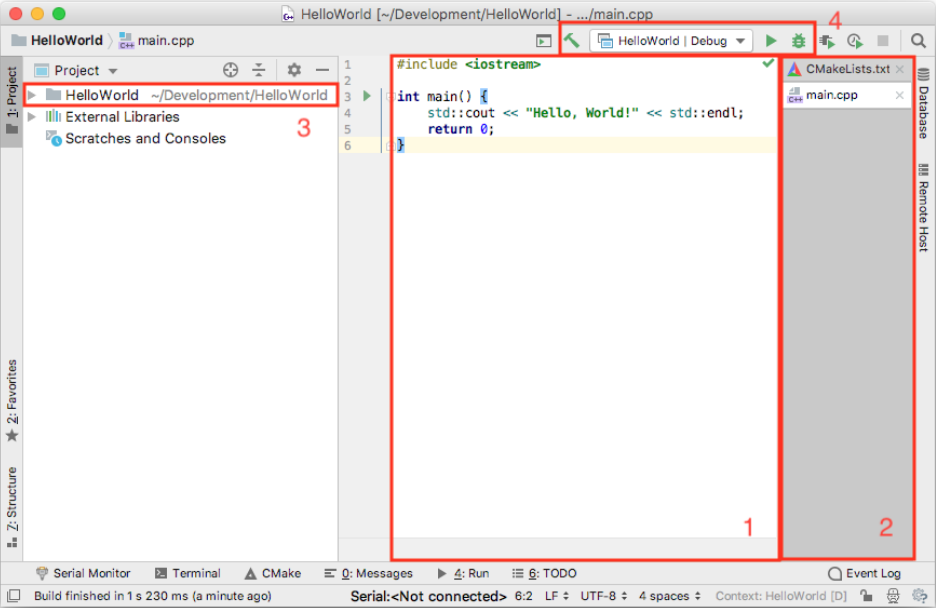 HelloWorld [~/Development/HelloWorld] - .../main.cpp
HelloWorld main.cpp HelloWorld | Debug 4
1: Project
Project
HelloWorld ~/Development/HelloWorld
3
External Libraries
Scratches and Consoles
1 #include <iostream>
2
3 int main() {
4 std::cout << "Hello, World!" << std::endl;
5 return 0;
6 }
1
CMakeLists.txt
main.cpp
2
Database
Remote Host
2: Favorites
Z: Structure
Serial Monitor Terminal CMake 0: Messages 4: Run 6: TODO Event Log
Build finished in 1 s 230 ms (a minute ago) Serial:<Not connected> 6:2 LF UTF-8 4 spaces Context: HelloWorld [D]